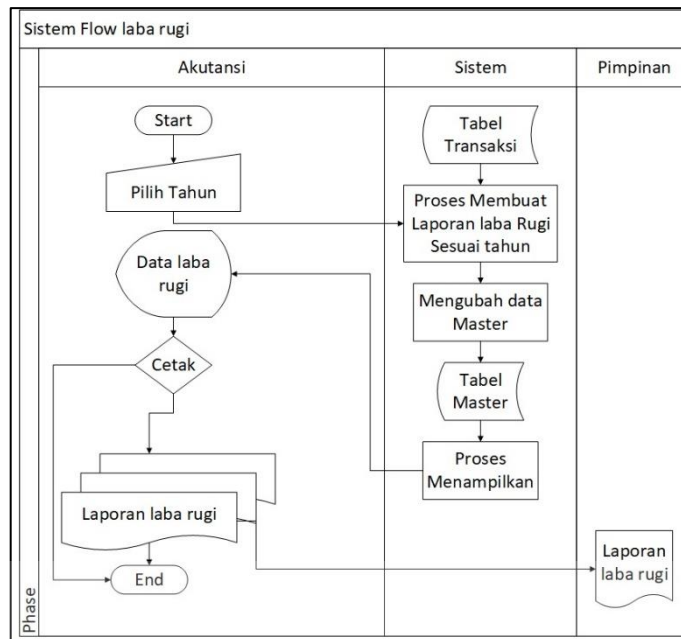 Sistem Flow laba rugi
Akutansi
Sistem
Pimpinan
Start
Pilih Tahun
Data laba
rugi
Cetak
Laporan laba rugi
End
Tabel
Transaksi
Proses Membuat
Laporan laba Rugi
Sesuai tahun
Mengubah data
Master
Tabel
Master
Proses
Menampilkan
Laporan
laba rugi
Phase